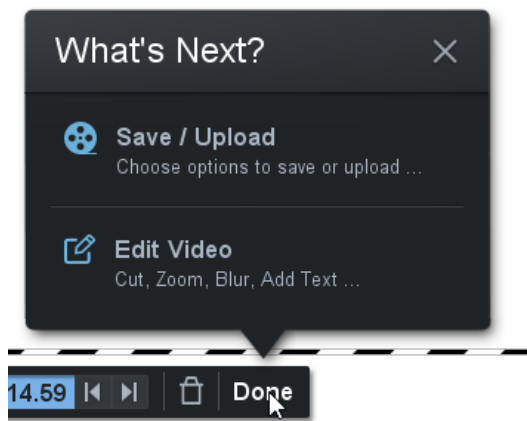 What's Next?
Save / Upload
Choose options to save or upload ...
Edit Video
Cut, Zoom, Blur, Add Text ...
14.59
Done